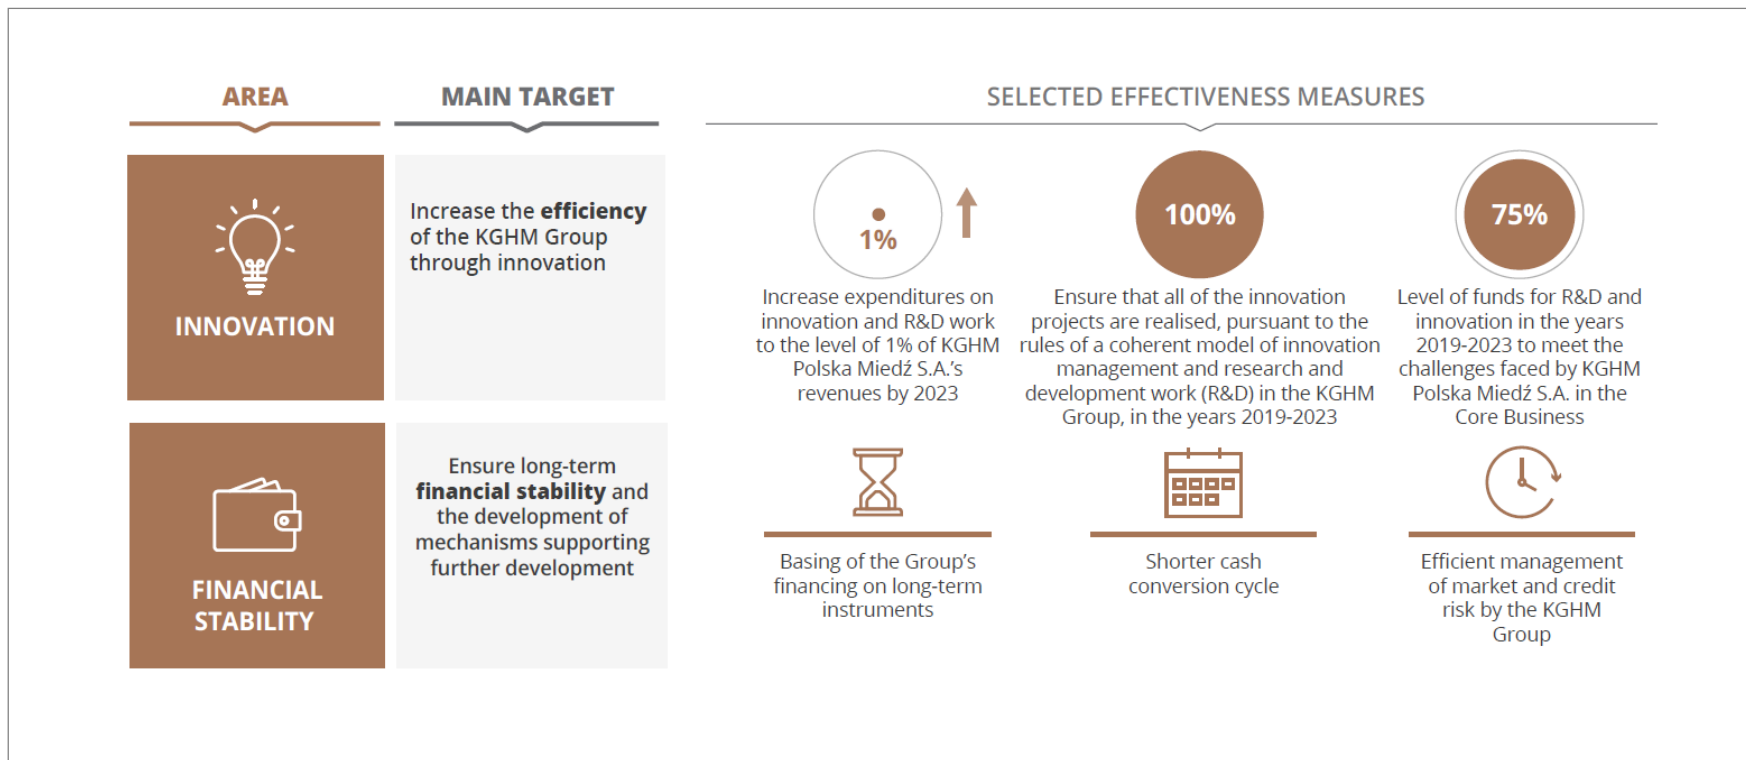 AREA
MAIN TARGET
SELECTED EFFECTIVENESS MEASURES
INNOVATION
Increase the efficiency
of the KGHM Group
through innovation
1%
Increase expenditures on
innovation and R&D work
to the level of 1% of KGHM
Polska Miedź S.A.'s
revenues by 2023
100%
Ensure that all of the innovation
projects are realised, pursuant to the
rules of a coherent model of innovation
management and research and
development work (R&D) in the KGHM
Group, in the years 2019-2023
75%
Level of funds for R&D and
innovation in the years
2019-2023 to meet the
challenges faced by KGHM
Polska Miedź S.A. in the
Core Business
FINANCIAL
STABILITY
Ensure long-term
financial stability and
the development of
mechanisms supporting
further development
Basing of the Group's
financing on long-term
instruments
Shorter cash
conversion cycle
Efficient management
of market and credit
risk by the KGHM
Group